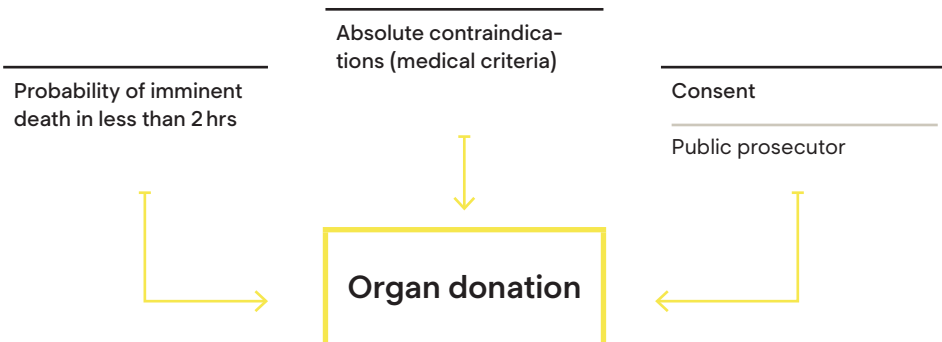 Absolute contraindica-
tions (medical criteria)
Probability of imminent
death in less than 2 hrs
Consent
Public prosecutor
Organ donation